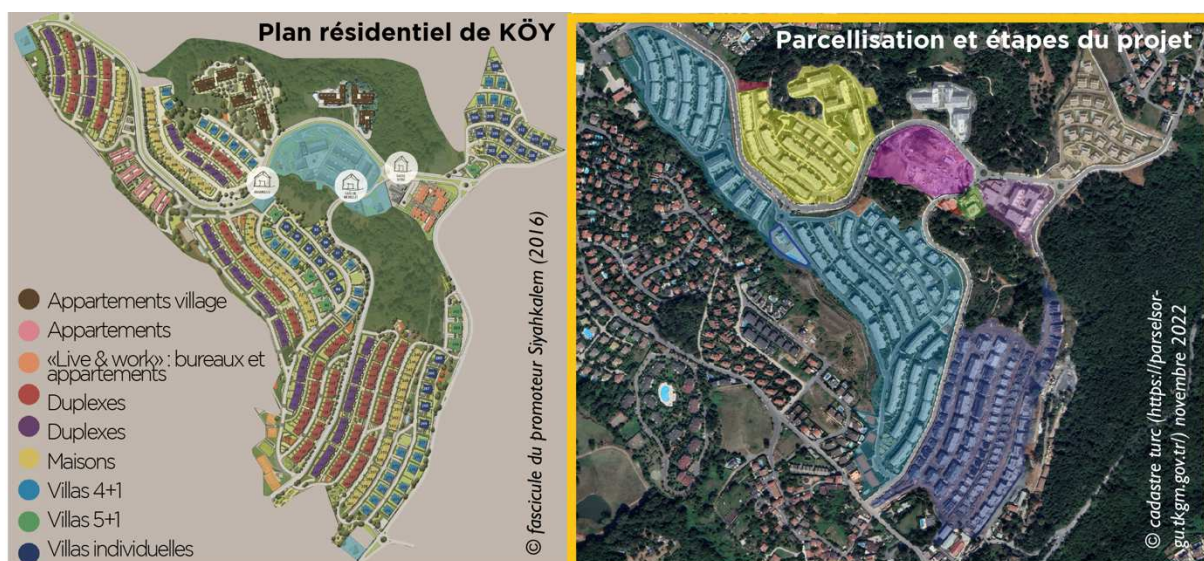 Plan résidentiel de KÖY
Appartements village
Appartements
«Live & work» : bureaux et
appartements
Duplexes
Duplexes
Maisons
Villas 4+1
Villas 5+1
Villas individuelles
© fascicule du promoteur Siyahkalem (2016)
Parcellisation et étapes du projet
© cadastre turc (https://parselsor-
gu.tkgm.gov.tr/) novembre 2022